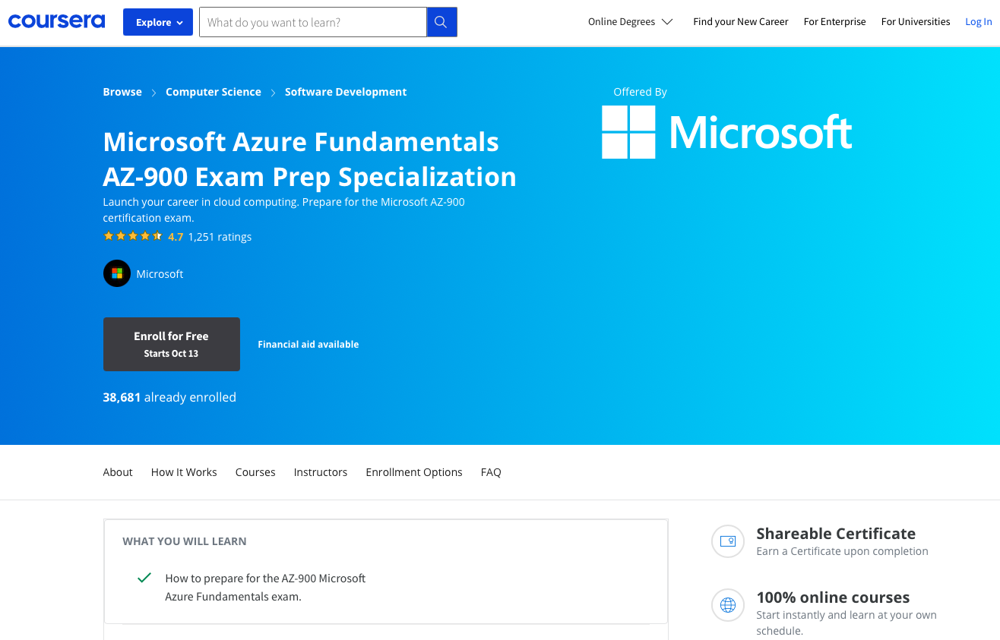 coursera
Explore
What do you want to learn?
Online Degrees
Find your New Career
For Enterprise
For Universities
Log In
Browse
Computer Science
Software Development
Offered By
Microsoft
Microsoft Azure Fundamentals
AZ-900 Exam Prep Specialization
Launch your career in cloud computing. Prepare for the Microsoft AZ-900
certification exam.
4.7 1,251 ratings
Microsoft
Enroll for Free
Starts Oct 13
Financial aid available
38,681 already enrolled
About
How It Works
Courses
Instructors
Enrollment Options
FAQ
WHAT YOU WILL LEARN
How to prepare for the AZ-900 Microsoft
Azure Fundamentals exam.
Shareable Certificate
Earn a Certificate upon completion
100% online courses
Start instantly and learn at your own
schedule.